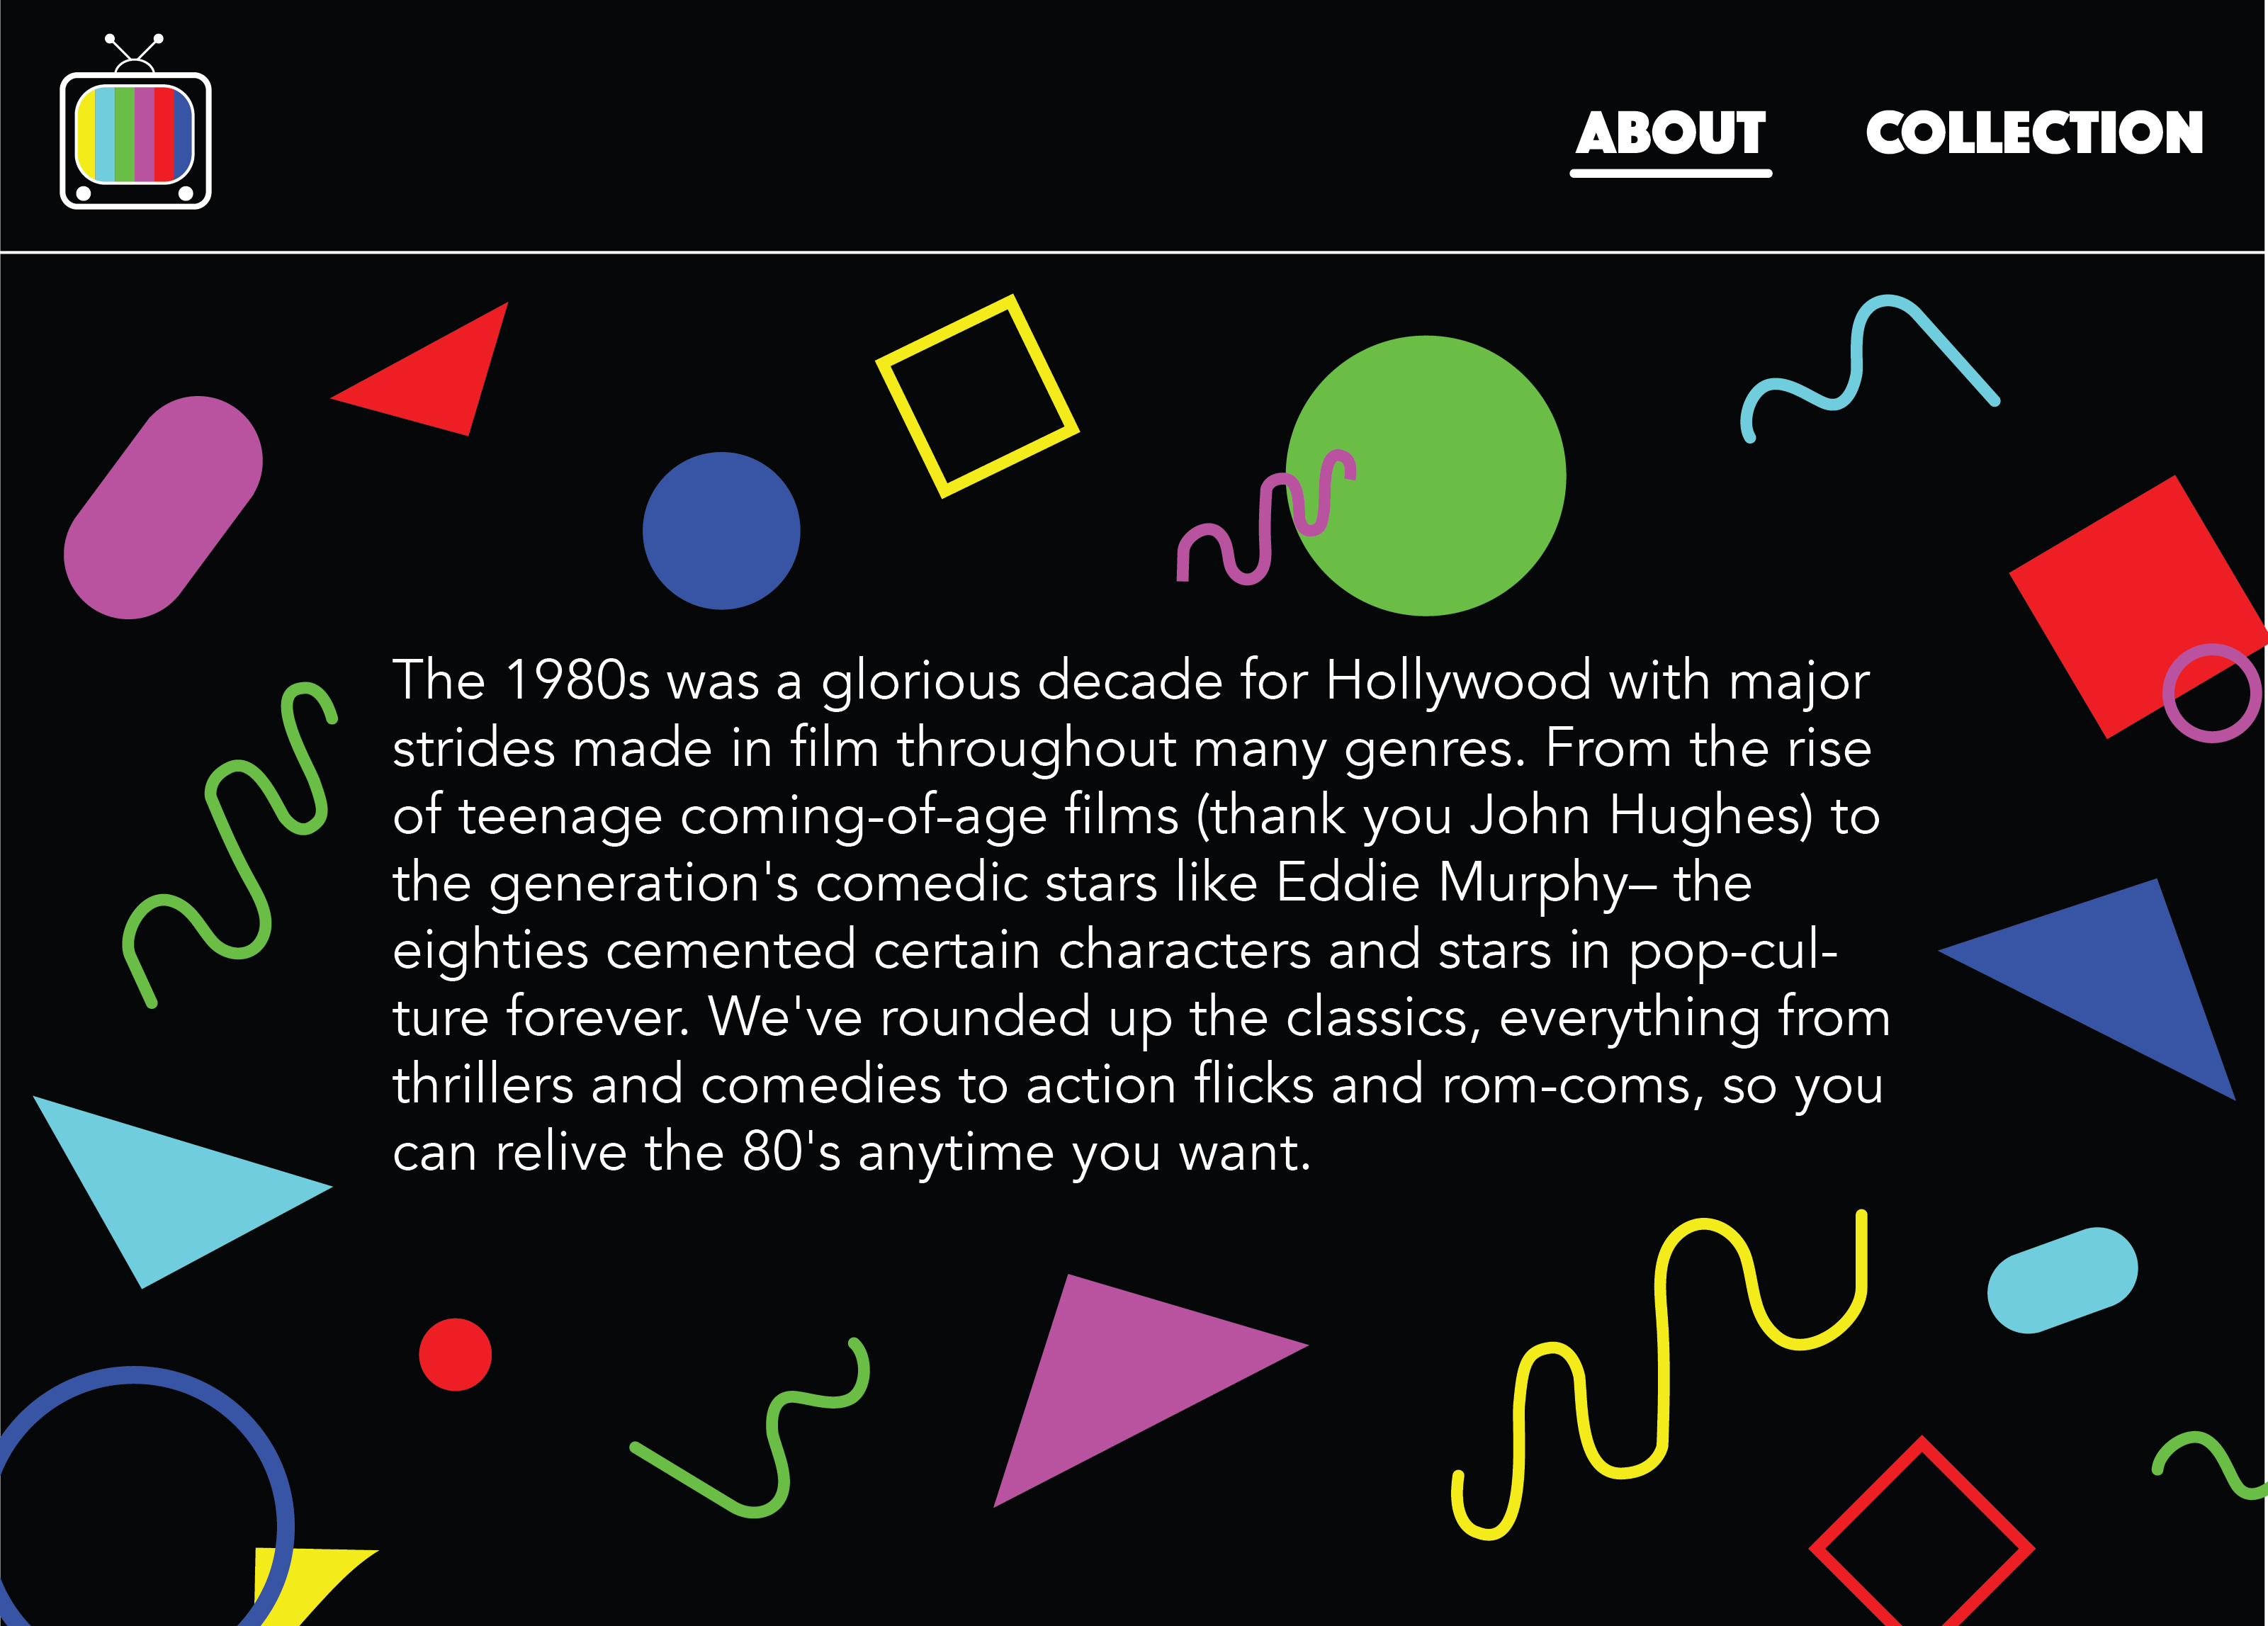 ABOUT COLLECTION
The 1980s was a glorious decade for Hollywood with major
strides made in film throughout many genres. From the rise
of teenage coming-of-age films (thank you John Hughes) to
the generation's comedic stars like Eddie Murphy– the
eighties cemented certain characters and stars in pop-cul-
ture forever. We've rounded up the classics, everything from
thrillers and comedies to action flicks and rom-coms, so you
can relive the 80's anytime you want.